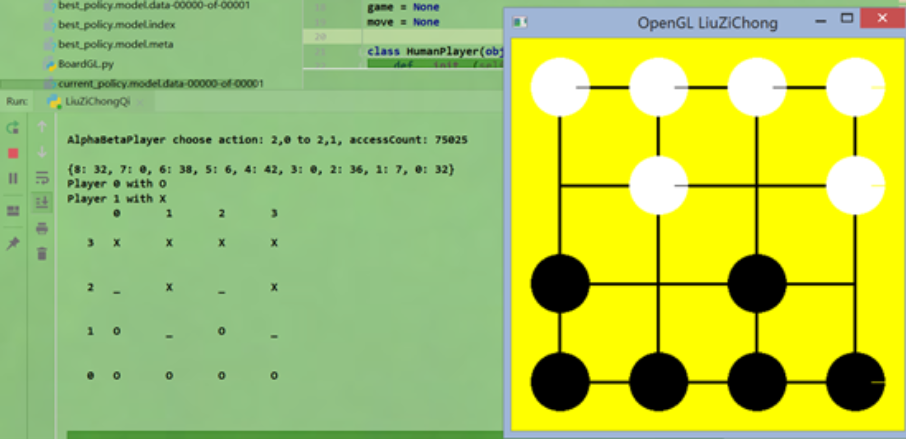 best_policy.model.data-00000-of-00001
best_policy.model.index
best_policy.model.meta
BoardGL.py
current_policy.model.data-00000-of-00001
game = None
move = None
20
class HumanPlayer(obj
def __init__(sel
OpenGL LiuZiChong
Run: LiuZiChongQi
AlphaBetaPlayer choose action: 2,0 to 2,1, accessCount: 75025
{8: 32, 7: 0, 6: 38, 5: 6, 4: 42, 3: 0, 2: 36, 1: 7, 0: 32}
Player 0 with O
Player 1 with X
0 1 2 3
3 X X X X
2 _ X _ X
1 O _ O _
0 O O O O